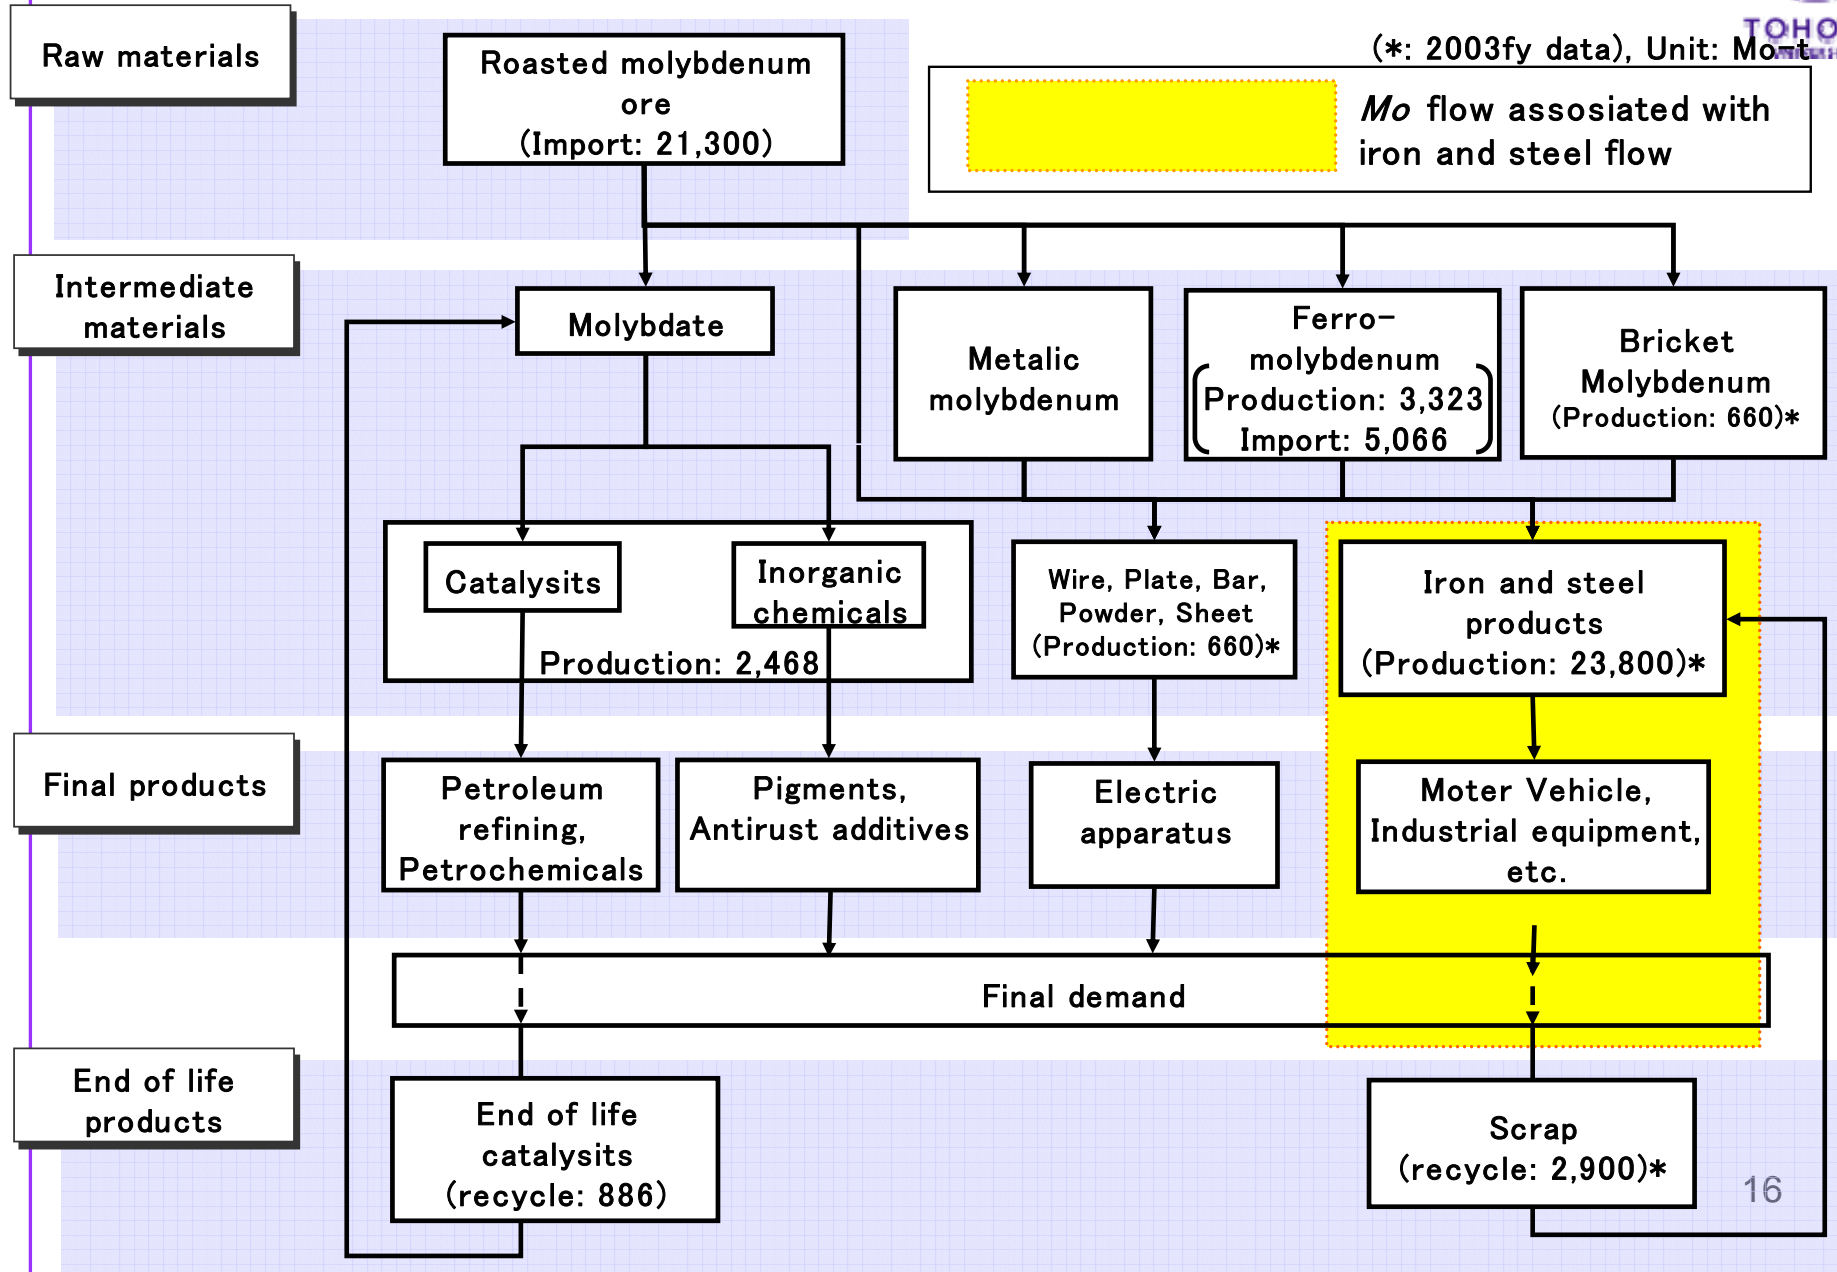 Raw materials
Roasted molybdenum
ore
(Import: 21,300)
TOHO
(*: 2003fy data), Unit: Mo-t
Mo flow assosiated with
iron and steel flow
Intermediate
materials
Molybdate
Metalic
molybdenum
Ferro-
molybdenum
Production: 3,323
Import: 5,066
Bricket
Molybdenum
(Production: 660)*
Catalysits
Inorganic
chemicals
Production: 2,468
Wire, Plate, Bar,
Powder, Sheet
(Production: 660)*
Iron and steel
products
(Production: 23,800)*
Final products
Petroleum
refining,
Petrochemicals
Pigments,
Antirust additives
Electric
apparatus
Moter Vehicle,
Industrial equipment,
etc.
Final demand
End of life
products
End of life
catalysits
(recycle: 886)
Scrap
(recycle: 2,900)*
16